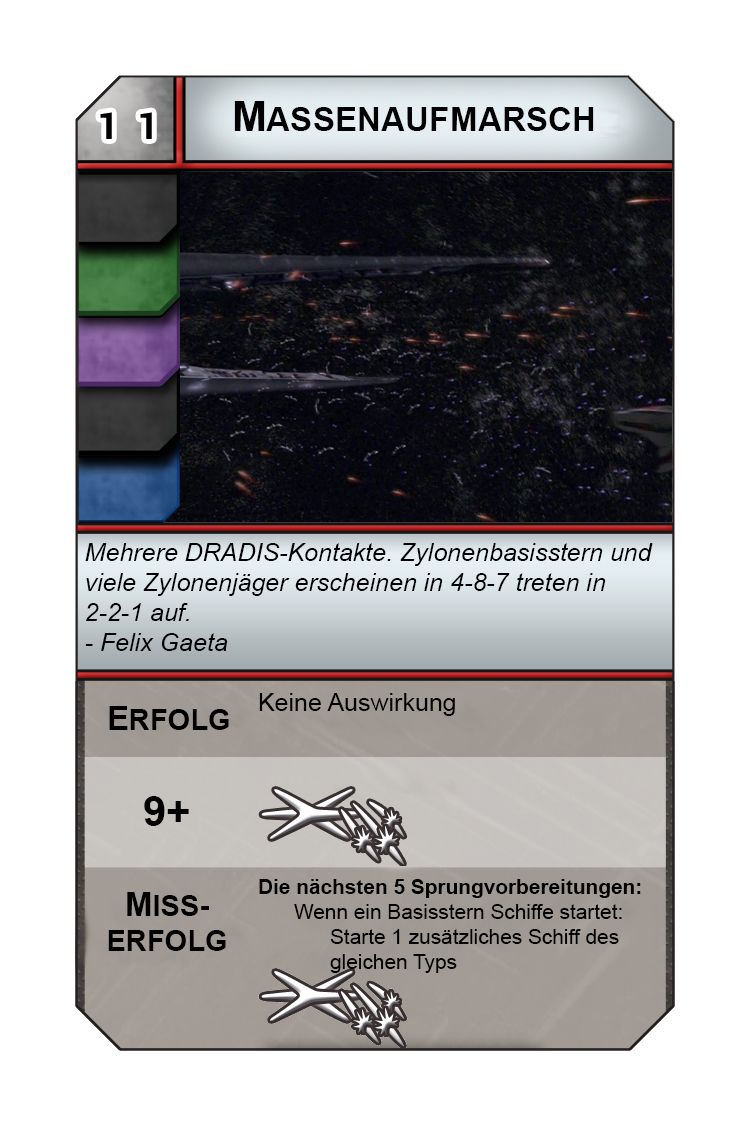 11
MASSENAUFMARSCH
Mehrere DRADIS-Kontakte. Zylonenbasisstern und
viele Zylonenjäger erscheinen in 4-8-7 treten in
2-2-1 auf.
- Felix Gaeta
ERFOLG
Keine Auswirkung
9+
MISS-
ERFOLG
Die nächsten 5 Sprungvorbereitungen:
Wenn ein Basisstern Schiffe startet:
Starte 1 zusätzliches Schiff des
gleichen Typs